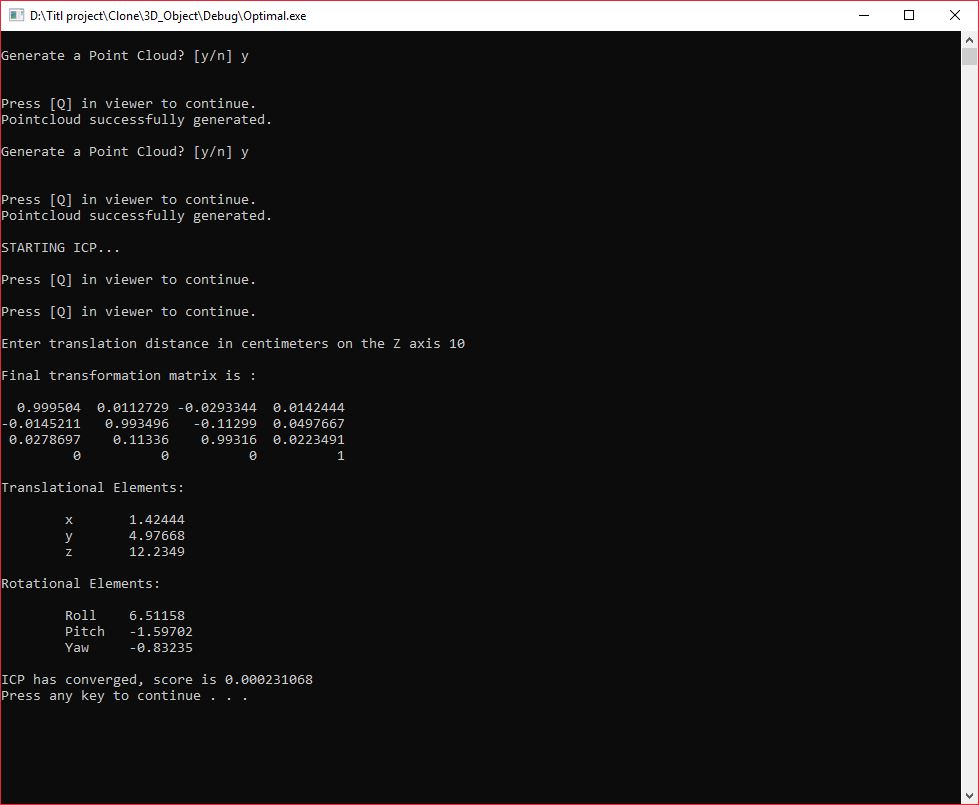 D:\Titl project\Clone\3D_Object\Debug\Optimal.exe
Generate a Point Cloud? [y/n] y
Press [Q] in viewer to continue.
Pointcloud successfully generated.
Generate a Point Cloud? [y/n] y
Press [Q] in viewer to continue.
Pointcloud successfully generated.
STARTING ICP...
Press [Q] in viewer to continue.
Press [Q] in viewer to continue.
Enter translation distance in centimeters on the Z axis 10
Final transformation matrix is :
0.999504 0.0112729 -0.0293344 0.0142444
-0.0145211 0.993496 -0.11299 0.0497667
0.0278697 0.11336 0.99316 0.0223491
0 0 0 1
Translational Elements:
x 1.42444
y 4.97668
z 12.2349
Rotational Elements:
Roll 6.51158
Pitch -1.59702
Yaw -0.83235
ICP has converged, score is 0.000231068
Press any key to continue . . .